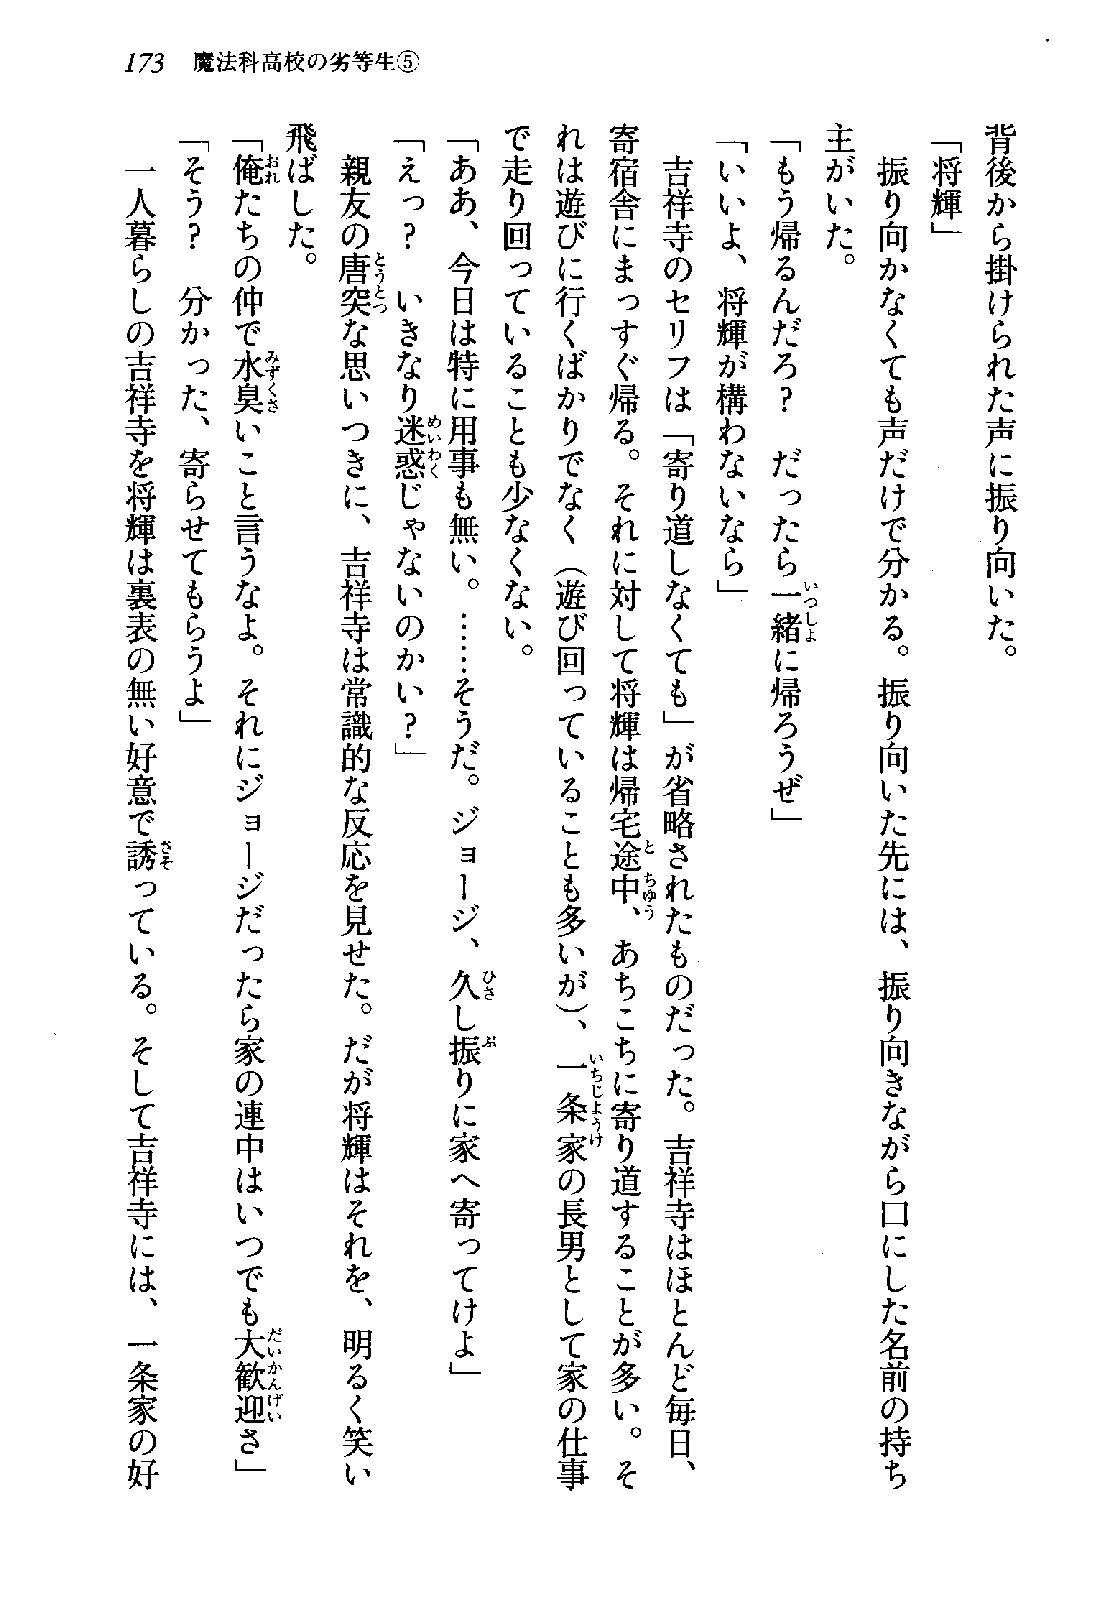 173 魔法科高校の劣等生⑤
背後から掛けられた声に振り向いた。
「将輝」
振り向かなくても声だけで分かる。振り向いた先には、振り向きながら口にした名前の持ち
主がいた。
「もう帰るんだろ？　だったら一緒に帰ろうぜ」
「いいよ、将輝が構わないなら」
吉祥寺のセリフは「寄り道しなくても」が省略されたものだった。吉祥寺はほとんど毎日、
寄宿舎にまっすぐ帰る。それに対して将輝は帰宅途中、あちこちに寄り道することが多い。そ
れは遊びに行くばかりでなく（遊び回っていることも多いが）、一条家の長男として家の仕事
で走り回っていることも少なくない。
「ああ、今日は特に用事も無い。……そうだ。ジョージ、久し振りに家へ寄ってけよ」
「えっ？　いきなり迷惑じゃないのかい？」
親友の唐突な思いつきに、吉祥寺は常識的な反応を見せた。だが将輝はそれを、明るく笑い
飛ばした。
「俺たちの仲で水臭いこと言うなよ。それにジョージだったら家の連中はいつでも大歓迎さ」
「そう？　分かった、寄らせてもらうよ」
一人暮らしの吉祥寺を将輝は裏表の無い好意で誘っている。そして吉祥寺には、一条家の好